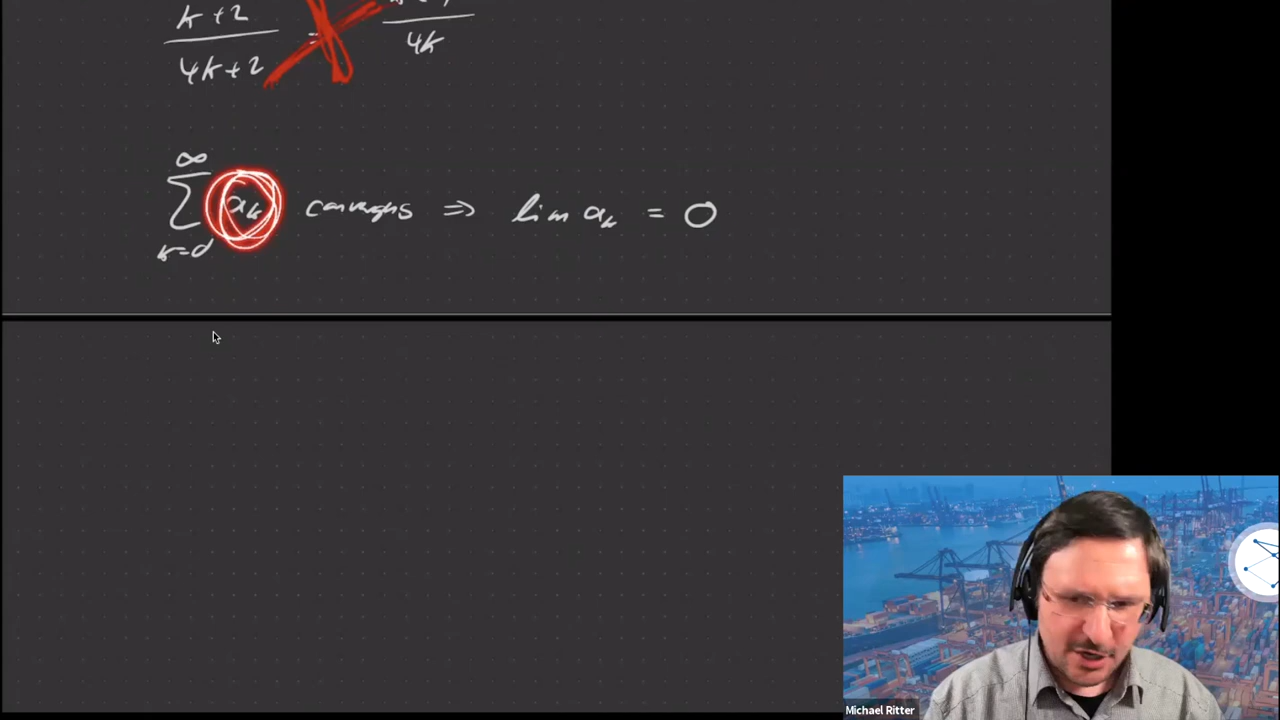 k+2
4k+2 = 4k
∞
∑ a_k converges ⇒ lim a_k = 0
k=0
Michael Ritter